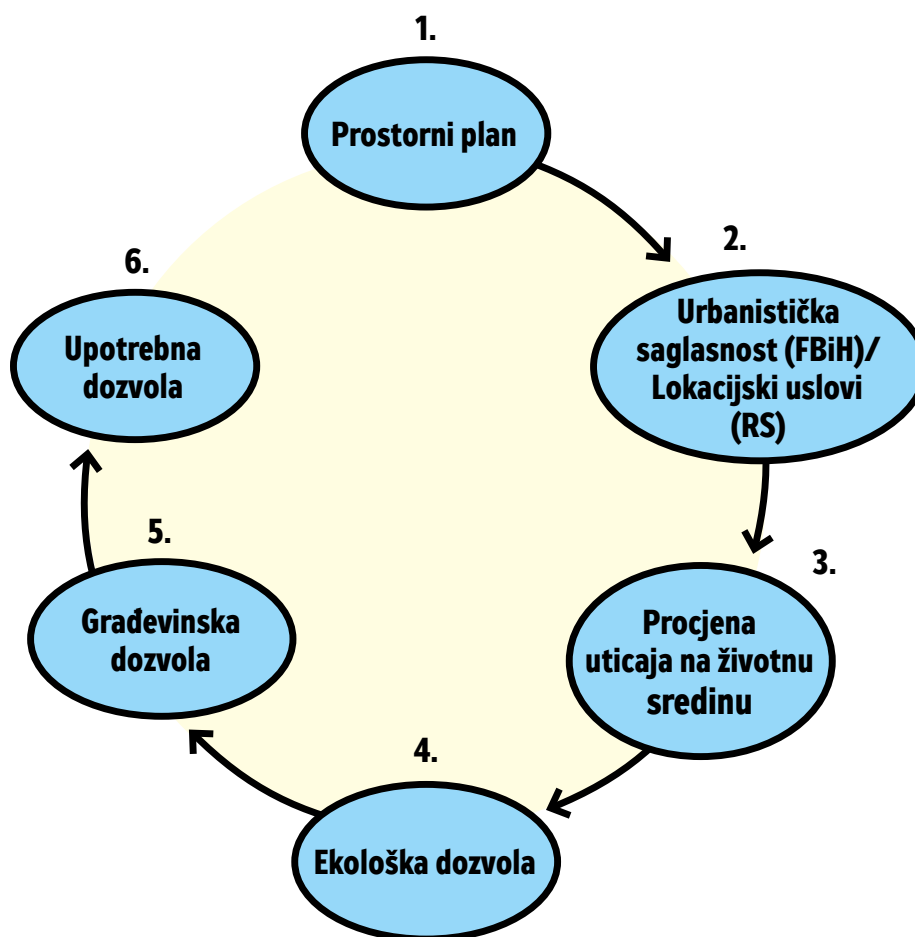 1.
Prostorni plan
2.
Urbanistička
saglasnost (FBiH)/
Lokacijski uslovi
(RS)
3.
Procjena
uticaja na životnu
sredinu
4.
Ekološka dozvola
5.
Građevinska
dozvola
6.
Upotrebna
dozvola